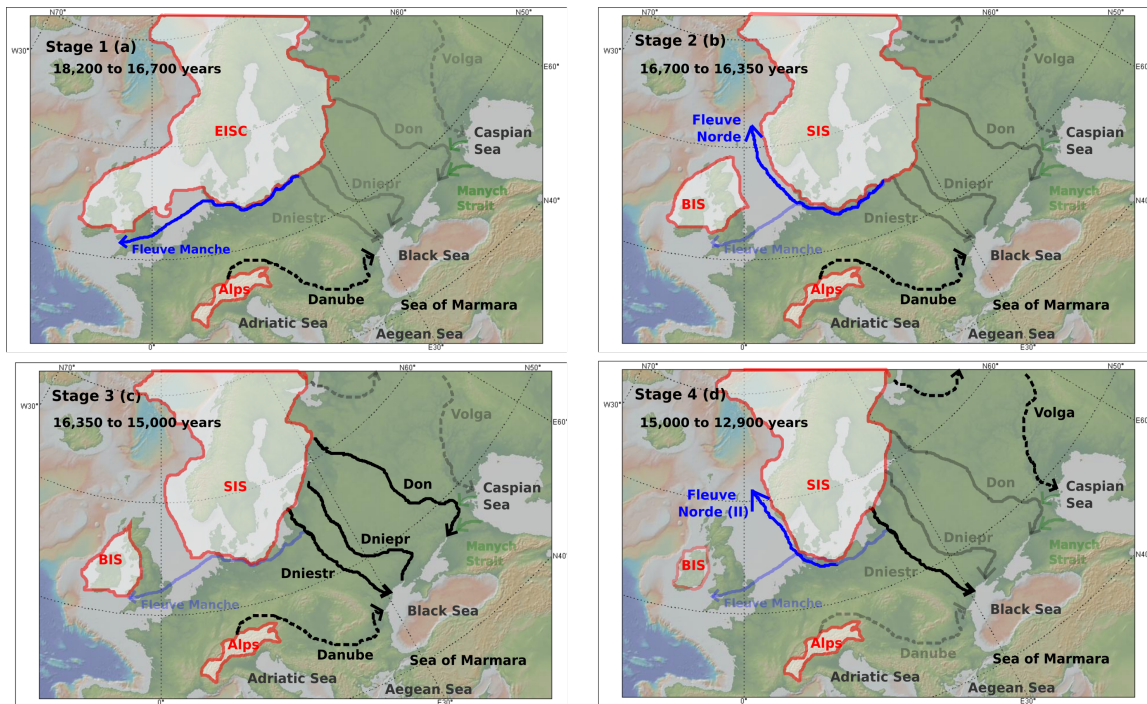 N70°
N60°
N50°
W30°
E60°
N40°
0°
E30°
Stage 1 (a)
18,200 to 16,700 years
EISC
Volga
Don
Caspian
Sea
Dniepr
Manych
Strait
Dniestr
Fleuve Manche
Black Sea
Alps
Danube
Sea of Marmara
Adriatic Sea
Aegean Sea
N70°
N60°
N50°
W30°
E60°
N40°
0°
E30°
Stage 2 (b)
16,700 to 16,350 years
Fleuve
Norde
SIS
BIS
Volga
Don
Caspian
Sea
Dniepr
Manych
Strait
Dniestr
Fleuve Manche
Black Sea
Alps
Danube
Sea of Marmara
Adriatic Sea
Aegean Sea
N70°
N60°
N50°
W30°
E60°
N40°
0°
E30°
Stage 3 (c)
16,350 to 15,000 years
SIS
BIS
Volga
Don
Caspian
Sea
Dniepr
Manych
Strait
Dniestr
Fleuve Manche
Black Sea
Alps
Danube
Sea of Marmara
Adriatic Sea
Aegean Sea
N70°
N60°
N50°
W30°
E60°
N40°
0°
E30°
Stage 4 (d)
15,000 to 12,900 years
Fleuve
Norde (II)
SIS
BIS
Volga
Don
Caspian
Sea
Dniepr
Manych
Strait
Dniestr
Fleuve Manche
Black Sea
Alps
Danube
Sea of Marmara
Adriatic Sea
Aegean Sea